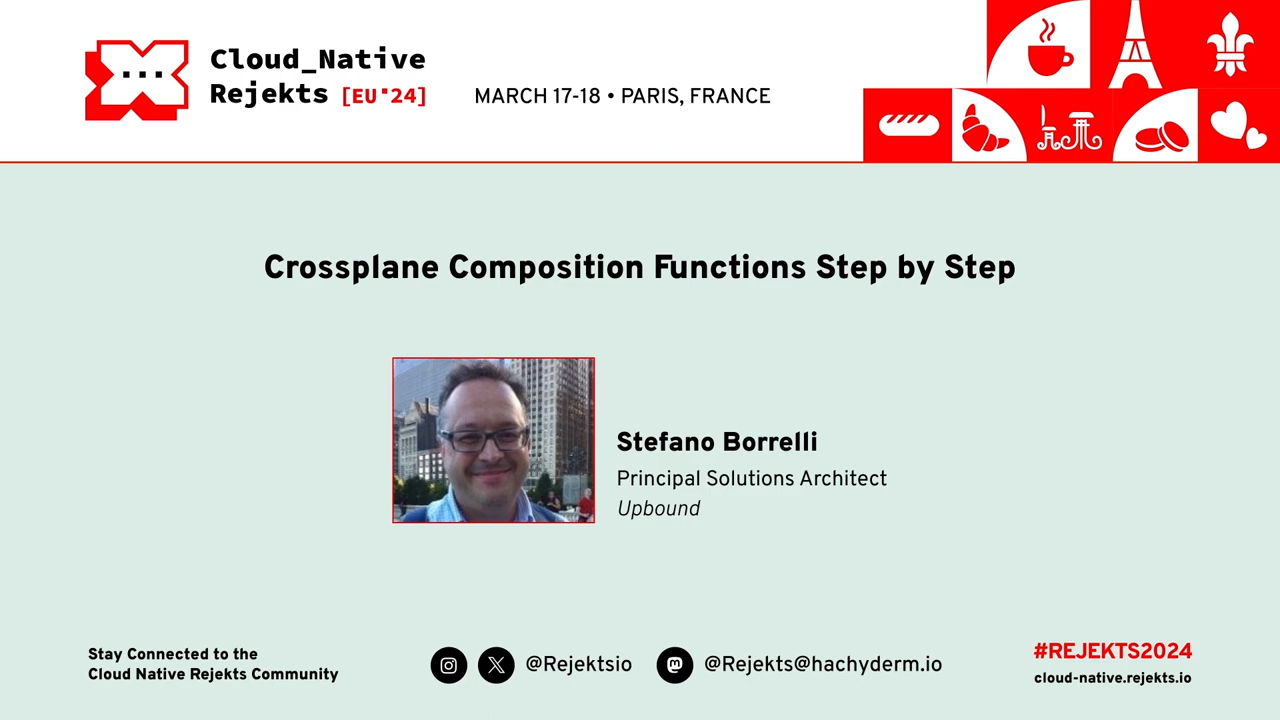 Cloud_Native
Rejekts [EU"24]
MARCH 17-18 • PARIS, FRANCE
Crossplane Composition Functions Step by Step
Stefano Borrelli
Principal Solutions Architect
Upbound
Stay Connected to the
Cloud Native Rejekts Community
@Rejektsio
@Rejekts@hachyderm.io
#REJEKTS2024
cloud-native.rejekts.io